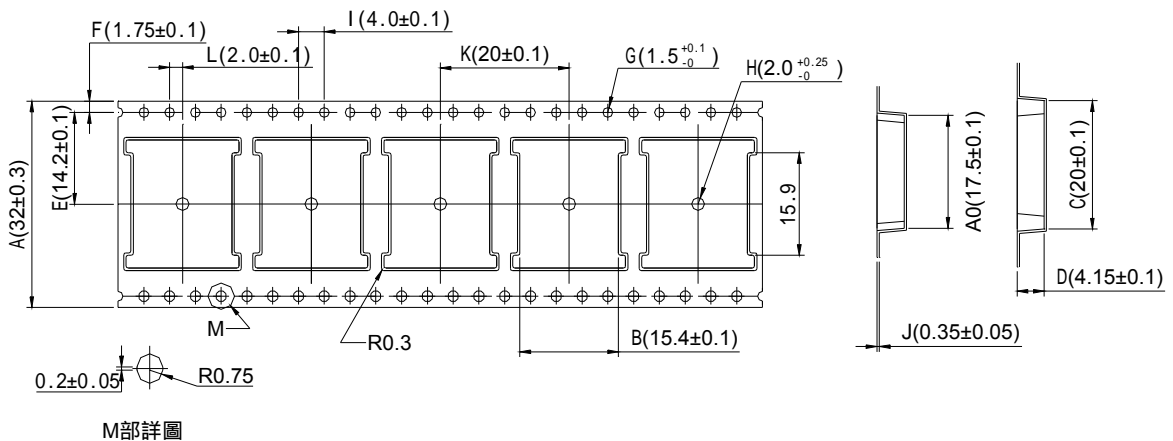 F(1.75±0.1)
I(4.0±0.1)
L(2.0±0.1)
K(20±0.1)
G(1.5 +0.1 -0)
H(2.0 +0.25 -0)
A(32±0.3)
E(14.2±0.1)
15.9
A0(17.5±0.1)
C(20±0.1)
D(4.15±0.1)
M
R0.3
B(15.4±0.1)
J(0.35±0.05)
0.2±0.05
R0.75
M部詳圖